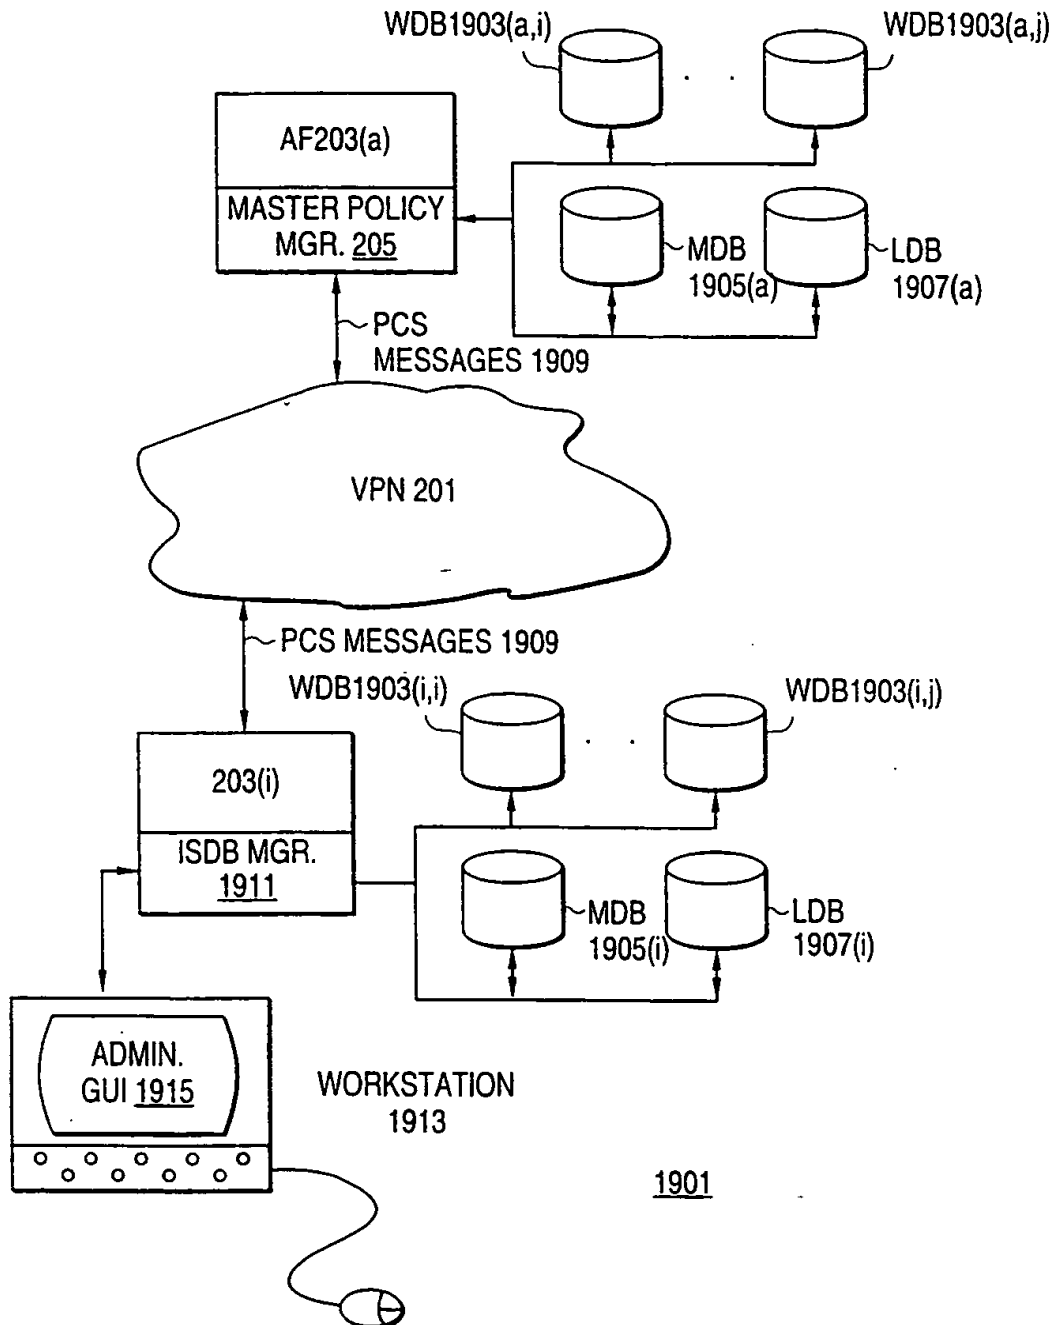 WDB1903(a,i)
WDB1903(a,j)
AF203(a)
MASTER POLICY
MGR. 205
MDB
1905(a)
LDB
1907(a)
PCS
MESSAGES 1909
VPN 201
PCS MESSAGES 1909
WDB1903(i,i)
WDB1903(i,j)
203(i)
ISDB MGR.
1911
MDB
1905(i)
LDB
1907(i)
ADMIN.
GUI 1915
WORKSTATION
1913
1901